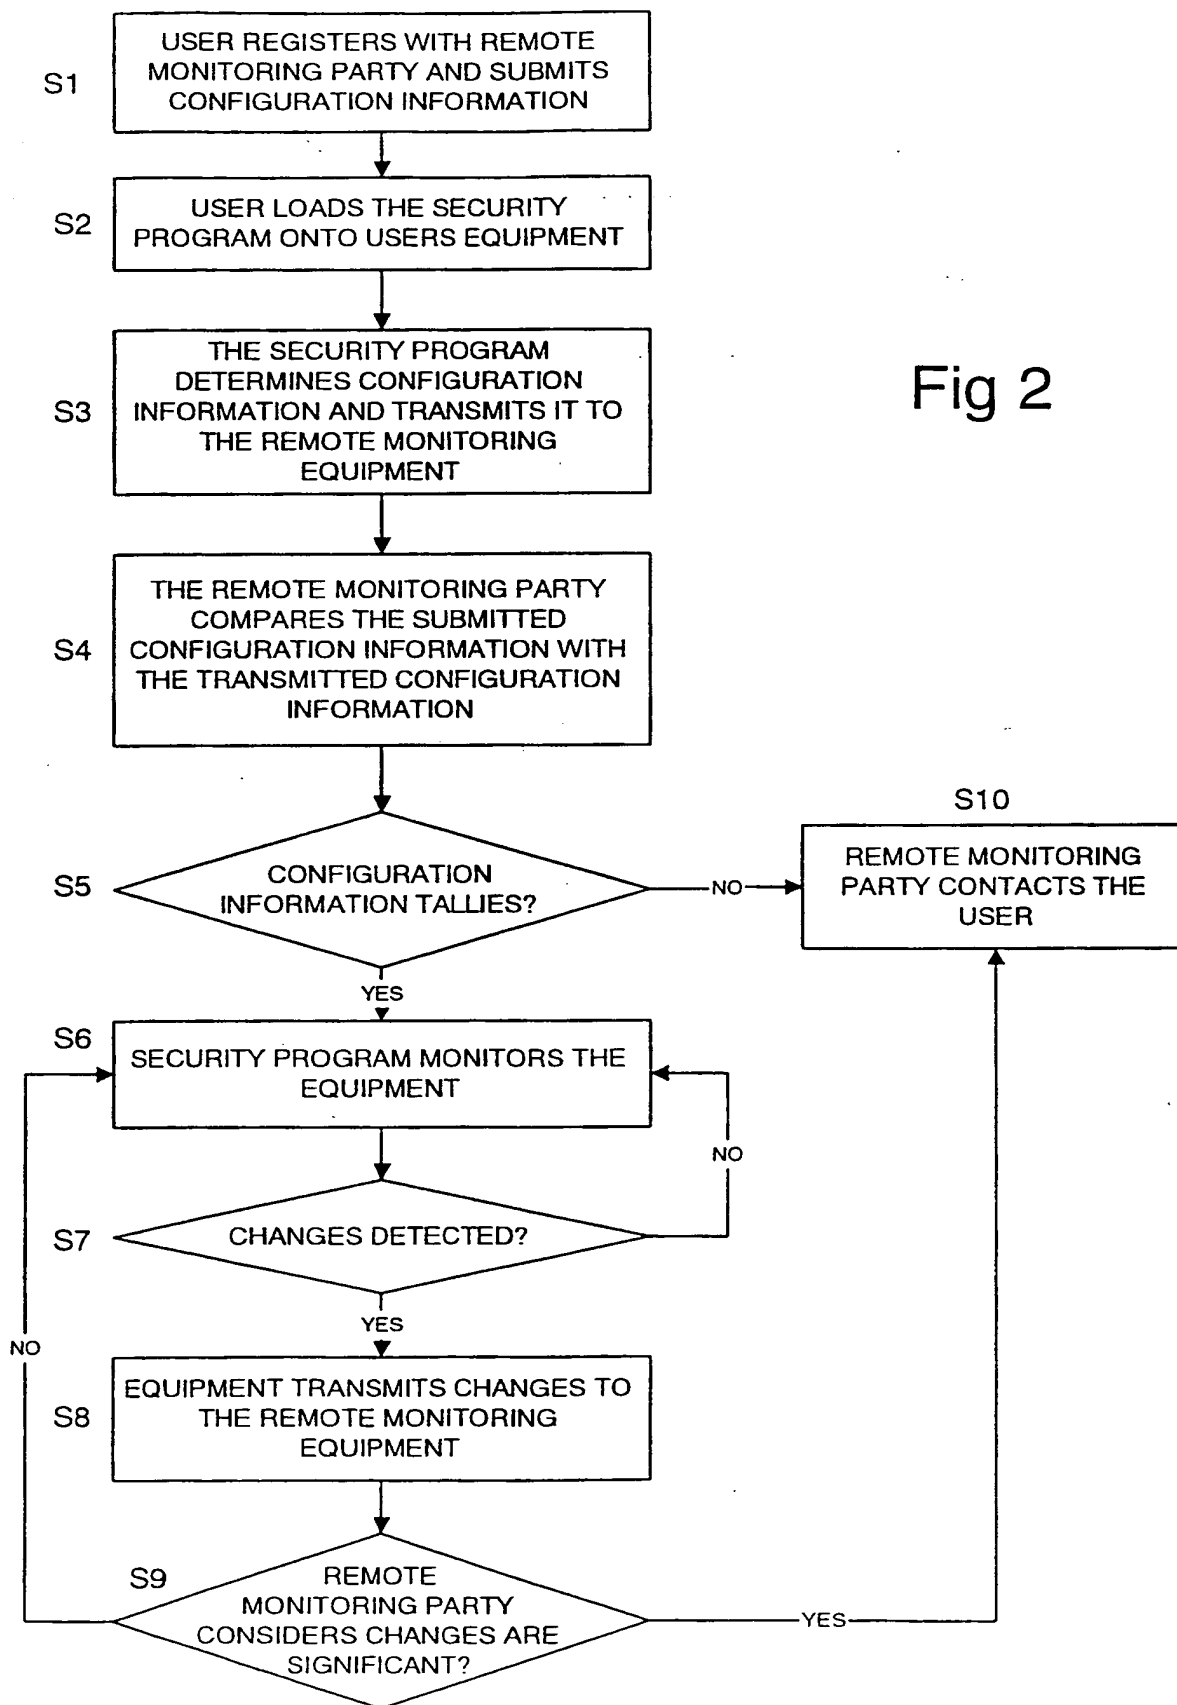 S1
USER REGISTERS WITH REMOTE
MONITORING PARTY AND SUBMITS
CONFIGURATION INFORMATION
S2
USER LOADS THE SECURITY
PROGRAM ONTO USERS EQUIPMENT
S3
THE SECURITY PROGRAM
DETERMINES CONFIGURATION
INFORMATION AND TRANSMITS IT TO
THE REMOTE MONITORING
EQUIPMENT
Fig 2
S4
THE REMOTE MONITORING PARTY
COMPARES THE SUBMITTED
CONFIGURATION INFORMATION WITH
THE TRANSMITTED CONFIGURATION
INFORMATION
S5
CONFIGURATION
INFORMATION TALLIES?
NO
S10
REMOTE MONITORING
PARTY CONTACTS THE
USER
YES
S6
SECURITY PROGRAM MONITORS THE
EQUIPMENT
NO
S7
CHANGES DETECTED?
YES
NO
S8
EQUIPMENT TRANSMITS CHANGES TO
THE REMOTE MONITORING
EQUIPMENT
S9
REMOTE
MONITORING PARTY
CONSIDERS CHANGES ARE
SIGNIFICANT?
YES